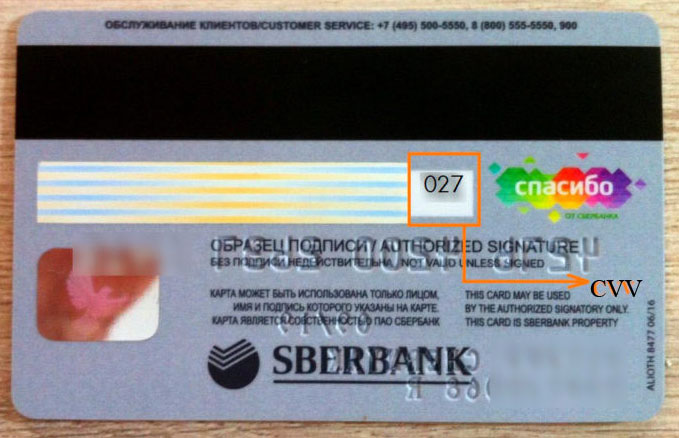 ОБСЛУЖИВАНИЕ КЛИЕНТОВ/CUSTOMER SERVICE: +7 (495) 500-5550, 8 (800) 555-5550, 900
027
спасибо
ОТ СБЕРБАНКА
ОБРАЗЕЦ ПОДПИСИ / AUTHORIZED SIGNATURE
БЕЗ ПОДПИСИ НЕДЕЙСТВИТЕЛЬНА / NOT VALID UNLESS SIGNED
CVV
КАРТА МОЖЕТ БЫТЬ ИСПОЛЬЗОВАНА ТОЛЬКО ЛИЦОМ,
ИМЯ И ПОДПИСЬ КОТОРОГО УКАЗАНЫ НА КАРТЕ.
КАРТА ЯВЛЯЕТСЯ СОБСТВЕННОСТЬЮ ПАО СБЕРБАНК
THIS CARD MAY BE USED
BY THE AUTHORIZED SIGNATORY ONLY.
THIS CARD IS SBERBANK PROPERTY
SBERBANK
ALIOTH 8477 06/16